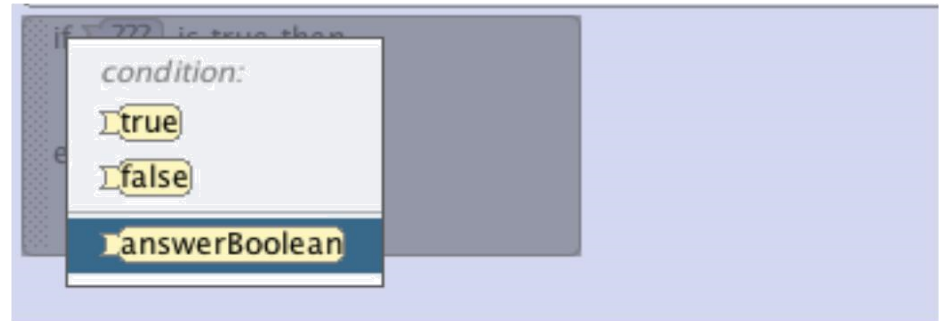 if ??? is true then
condition:
true
e
false
answerBoolean